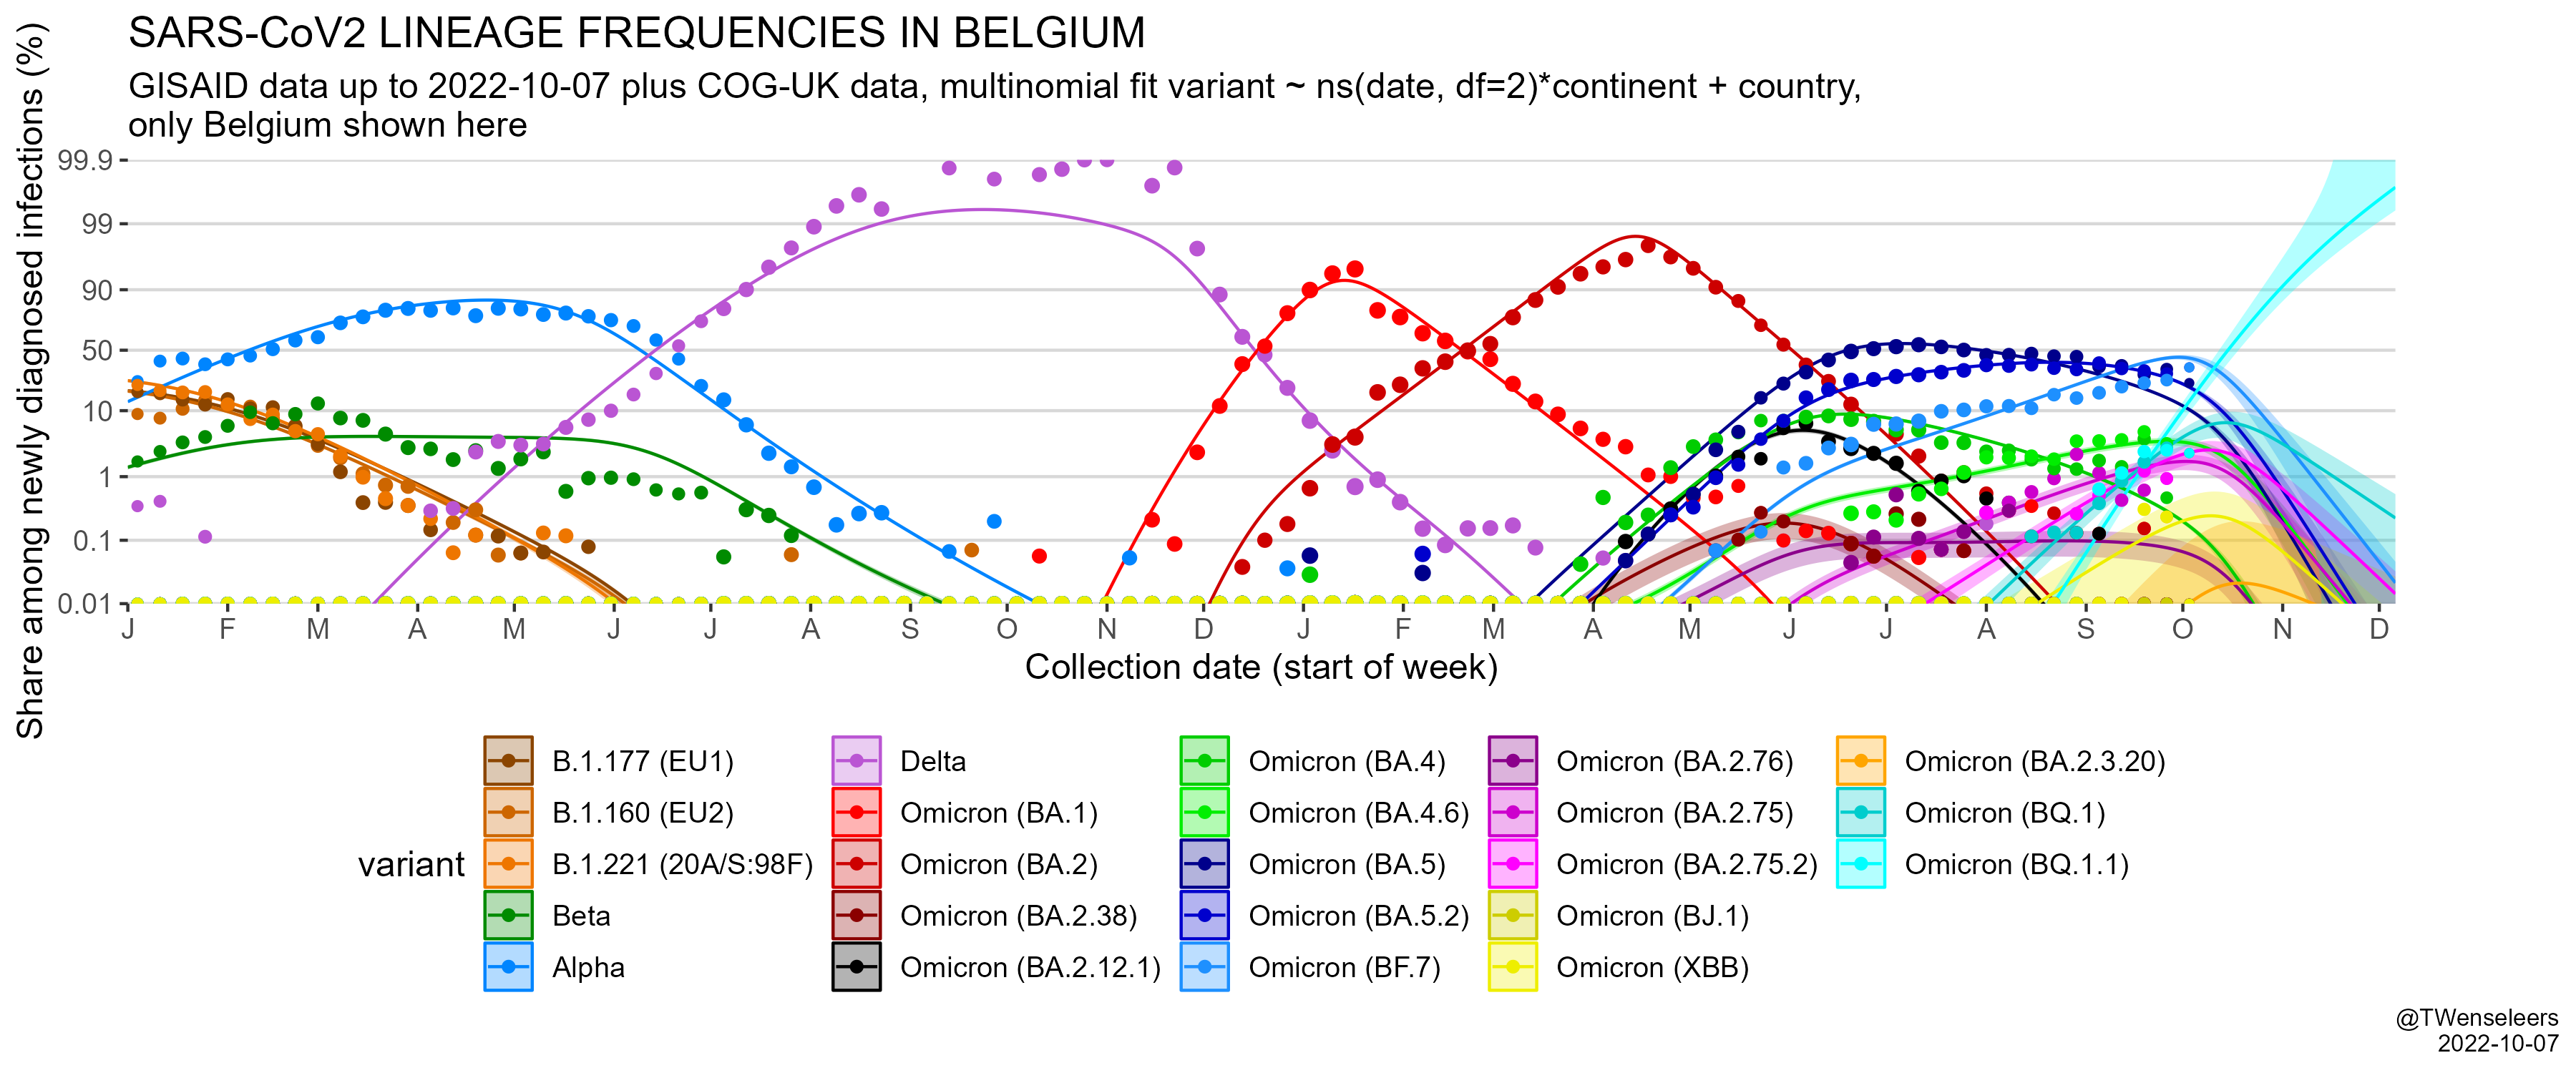 SARS-CoV2 LINEAGE FREQUENCIES IN BELGIUM
GISAID data up to 2022-10-07 plus COG-UK data, multinomial fit variant ~ ns(date, df=2)*continent + country,
only Belgium shown here
Share among newly diagnosed infections (%)
99.9
99
90
50
10
1
0.1
0.01
J F M A M J J A S O N D J F M A M J J A S O N D
Collection date (start of week)
variant
B.1.177 (EU1)
B.1.160 (EU2)
B.1.221 (20A/S:98F)
Beta
Alpha
Delta
Omicron (BA.1)
Omicron (BA.2)
Omicron (BA.2.38)
Omicron (BA.2.12.1)
Omicron (BA.4)
Omicron (BA.4.6)
Omicron (BA.5)
Omicron (BA.5.2)
Omicron (BF.7)
Omicron (BA.2.76)
Omicron (BA.2.75)
Omicron (BA.2.75.2)
Omicron (BJ.1)
Omicron (XBB)
Omicron (BA.2.3.20)
Omicron (BQ.1)
Omicron (BQ.1.1)
@TWenseleers
2022-10-07